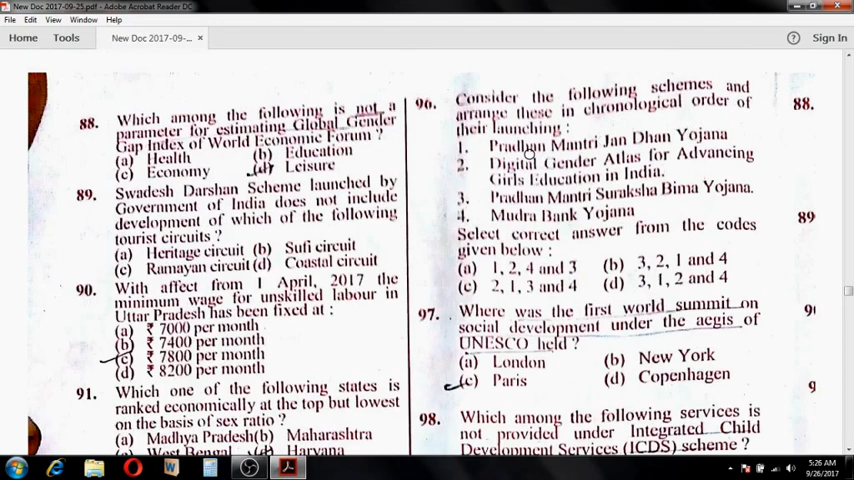 New Doc 2017-09-25.pdf - Adobe Acrobat Reader DC
File Edit View Window Help
Home Tools New Doc 2017-09-... × Sign In
88. Which among the following is not a
parameter for estimating Global Gender
Gap Index of World Economic Forum ?
(a) Health (b) Education
(c) Economy (d) Leisure
89. Swadesh Darshan Scheme launched by
Government of India does not include
development of which of the following
tourist circuits ?
(a) Heritage circuit (b) Sufi circuit
(c) Ramayan circuit (d) Coastal circuit
90. With affect from 1 April, 2017 the
minimum wage for unskilled labour in
Uttar Pradesh has been fixed at :
(a) ₹ 7000 per month
(b) ₹ 7400 per month
(c) ₹ 7800 per month
(d) ₹ 8200 per month
91. Which one of the following states is
ranked economically at the top but lowest
on the basis of sex ratio ?
(a) Madhya Pradesh (b) Maharashtra
(c) West Bengal (d) Haryana
96. Consider the following schemes and
arrange these in chronological order of
their launching :
1. Pradhan Mantri Jan Dhan Yojana
2. Digital Gender Atlas for Advancing
Girls Education in India.
3. Pradhan Mantri Suraksha Bima Yojana.
4. Mudra Bank Yojana
Select correct answer from the codes
given below :
(a) 1, 2, 4 and 3 (b) 3, 2, 1 and 4
(c) 2, 1, 3 and 4 (d) 3, 1, 2 and 4
97. Where was the first world summit on
social development under the aegis of
UNESCO held ?
(a) London (b) New York
(c) Paris (d) Copenhagen
98. Which among the following services is
not provided under Integrated Child
Development Services (ICDS) scheme ?
88.
89
9
5:26 AM
9/26/2017